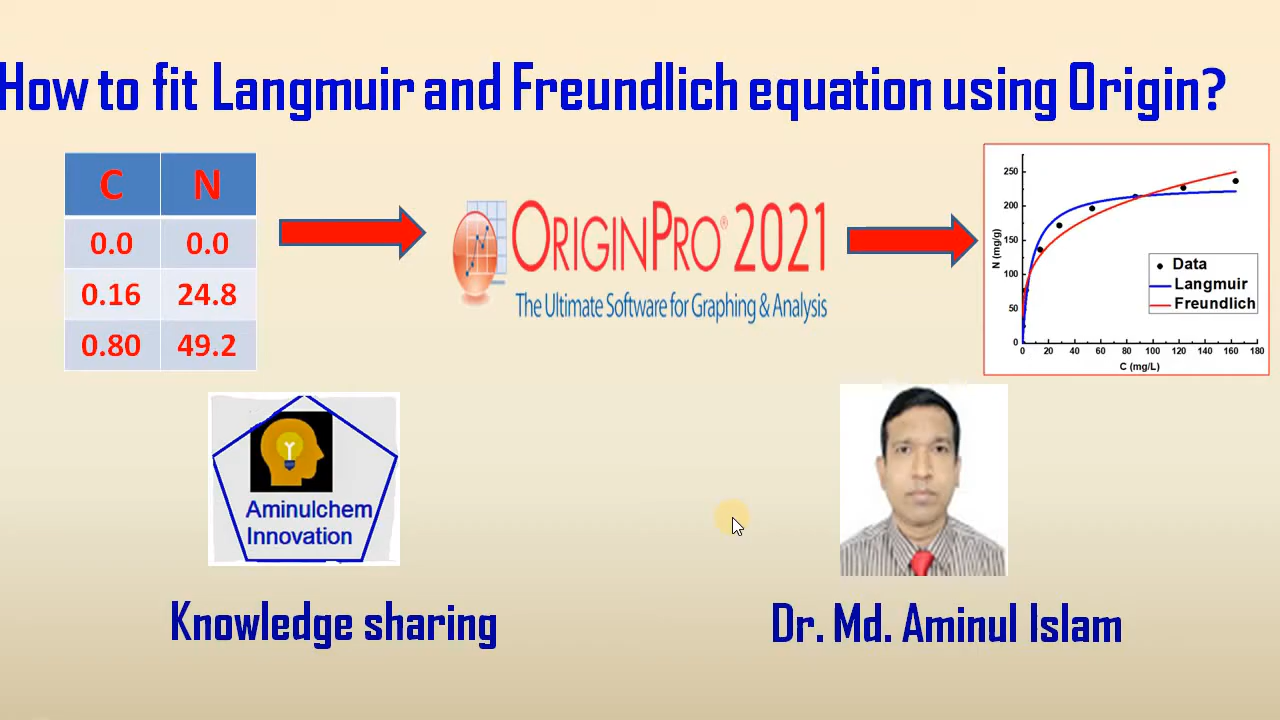 How to fit Langmuir and Freundlich equation using Origin?
C N
0.0 0.0
0.16 24.8
0.80 49.2
ORIGINPRO® 2021
The Ultimate Software for Graphing & Analysis
N (mg/g)
250
200
150
100
50
0
Data
Langmuir
Freundlich
0 20 40 60 80 100 120 140 160 180
C (mg/L)
Aminulchem
Innovation
Knowledge sharing
Dr. Md. Aminul Islam